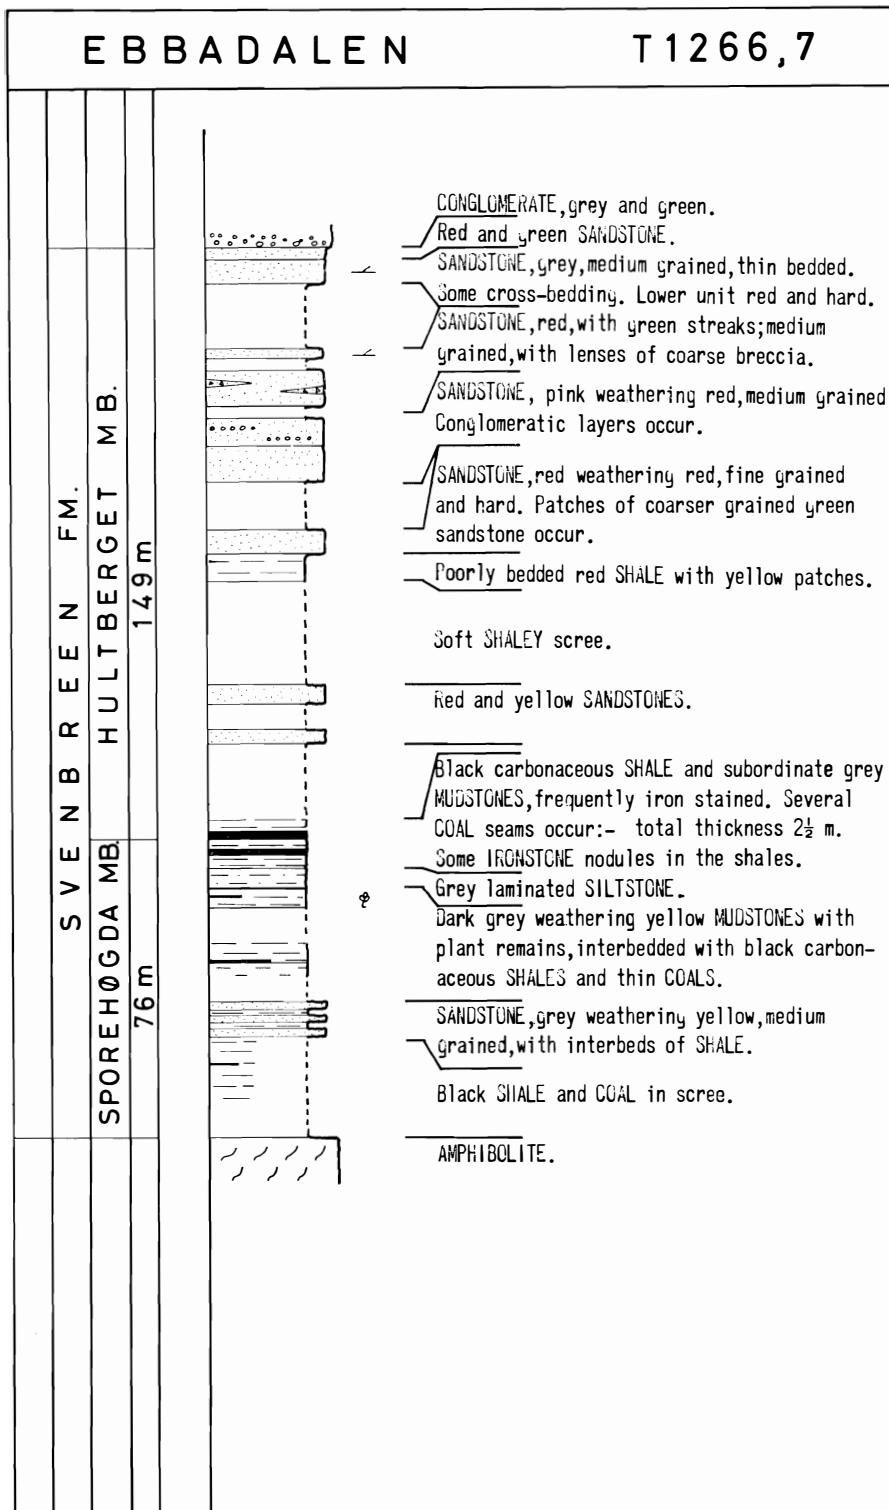 EBBADALEN T1266,7
SVENBREEN FM.
HULTBERGET MB.
149m
SPOREHØGDA MB.
76m
CONGLOMERATE,grey and green.
Red and green SANDSTONE.
SANDSTONE,grey,medium grained,thin bedded.
Some cross-bedding. Lower unit red and hard.
SANDSTONE,red,with green streaks;medium
grained,with lenses of coarse breccia.
SANDSTONE, pink weathering red,medium grained
Conglomeratic layers occur.
SANDSTONE,red weathering red,fine grained
and hard. Patches of coarser grained green
sandstone occur.
Poorly bedded red SHALE with yellow patches.
Soft SHALEY scree.
Red and yellow SANDSTONES.
Black carbonaceous SHALE and subordinate grey
MUDSTONES,frequently iron stained. Several
COAL seams occur:- total thickness 2½ m.
Some IRONSTONE nodules in the shales.
Grey laminated SILTSTONE.
Dark grey weathering yellow MUDSTONES with
plant remains,interbedded with black carbon-
aceous SHALES and thin COALS.
SANDSTONE,grey weathering yellow,medium
grained,with interbeds of SHALE.
Black SHALE and COAL in scree.
AMPHIBOLITE.